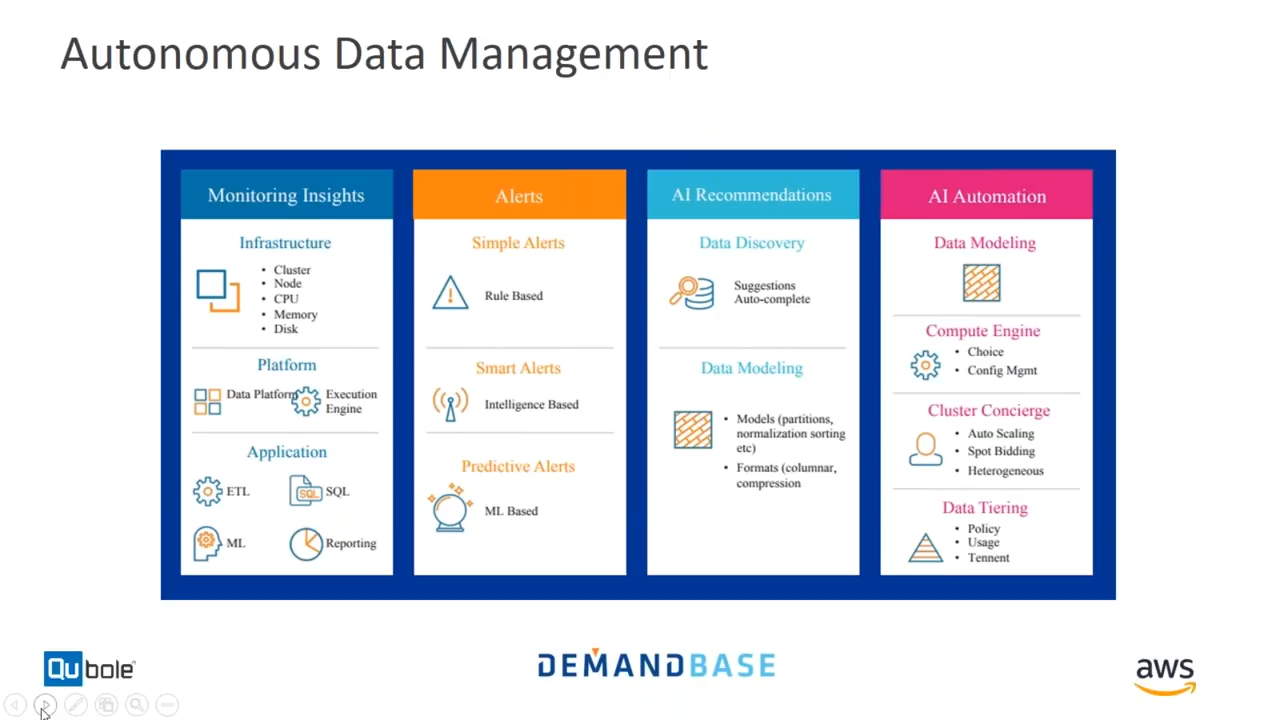 Autonomous Data Management
Monitoring Insights
Infrastructure
• Cluster
• Node
• CPU
• Memory
• Disk
Platform
Data Platform
Execution
Engine
Application
ETL
SQL
SQL
ML
Reporting
Alerts
Simple Alerts
Rule Based
Smart Alerts
Intelligence Based
Predictive Alerts
ML Based
AI Recommendations
Data Discovery
Suggestions
Auto-complete
Data Modeling
• Models (partitions,
normalization sorting
etc)
• Formats (columnar,
compression
AI Automation
Data Modeling
Compute Engine
• Choice
• Config Mgmt
Cluster Concierge
• Auto Scaling
• Spot Bidding
• Heterogeneous
Data Tiering
• Policy
• Usage
• Tennent
Qubole
DEMANDBASE
aws